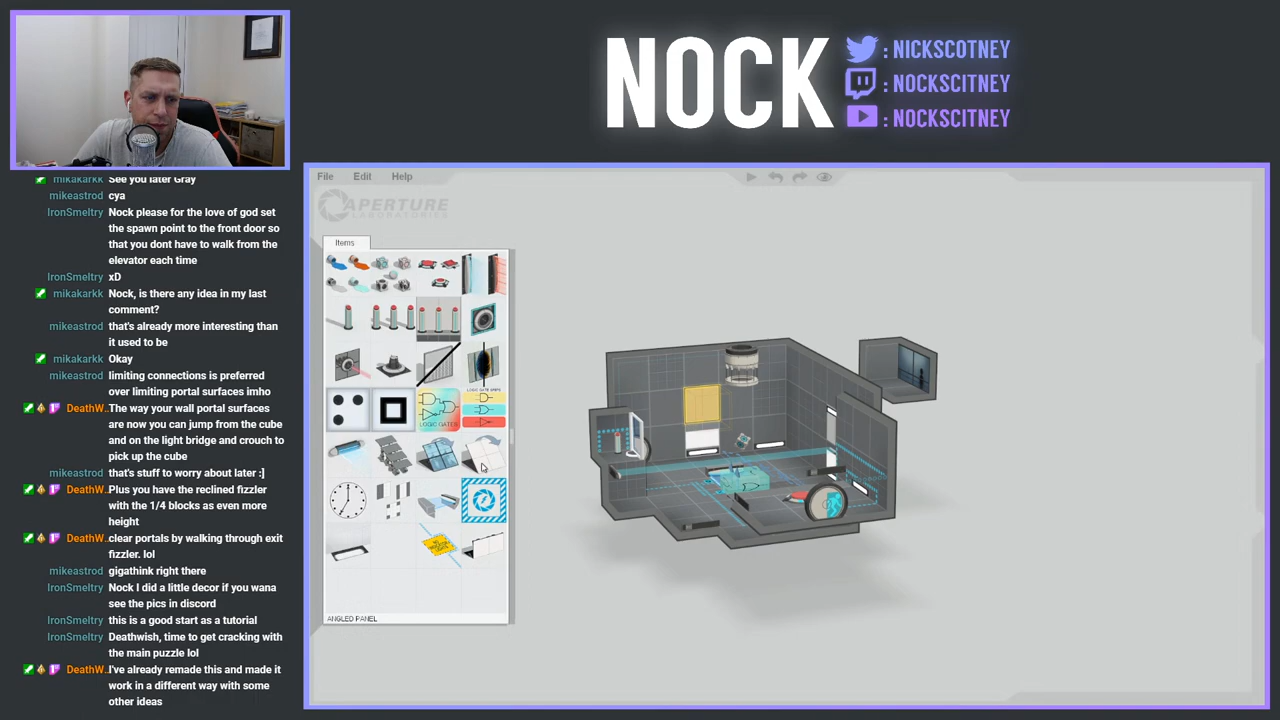 NOCK
: NICKSCOTNEY
: NOCKSCITNEY
: NOCKSCITNEY
mikakarkk See you later Gray
mikeastrod cya
IronSmeltry Nock please for the love of god set
the spawn point to the front door so
that you dont have to walk from the
elevator each time
IronSmeltry xD
mikakarkk Nock, is there any idea in my last
comment?
mikeastrod that's already more interesting than
it used to be
mikakarkk Okay
mikeastrod limiting connections is preferred
over limiting portal surfaces imho
DeathW.. The way your wall portal surfaces
are now you can jump from the cube
and on the light bridge and crouch to
pick up the cube
mikeastrod that's stuff to worry about later :]
DeathW.. Plus you have the reclined fizzler
with the 1/4 blocks as even more
height
DeathW.. clear portals by walking through exit
fizzler. lol
mikeastrod gigathink right there
IronSmeltry Nock I did a little decor if you wana
see the pics in discord
IronSmeltry this is a good start as a tutorial
IronSmeltry Deathwish, time to get cracking with
the main puzzle lol
DeathW.. I've already remade this and made it
work in a different way with some
other ideas
File Edit Help
APERTURE
LABORATORIES
Items
LOGIC GATES
ANGLED PANEL